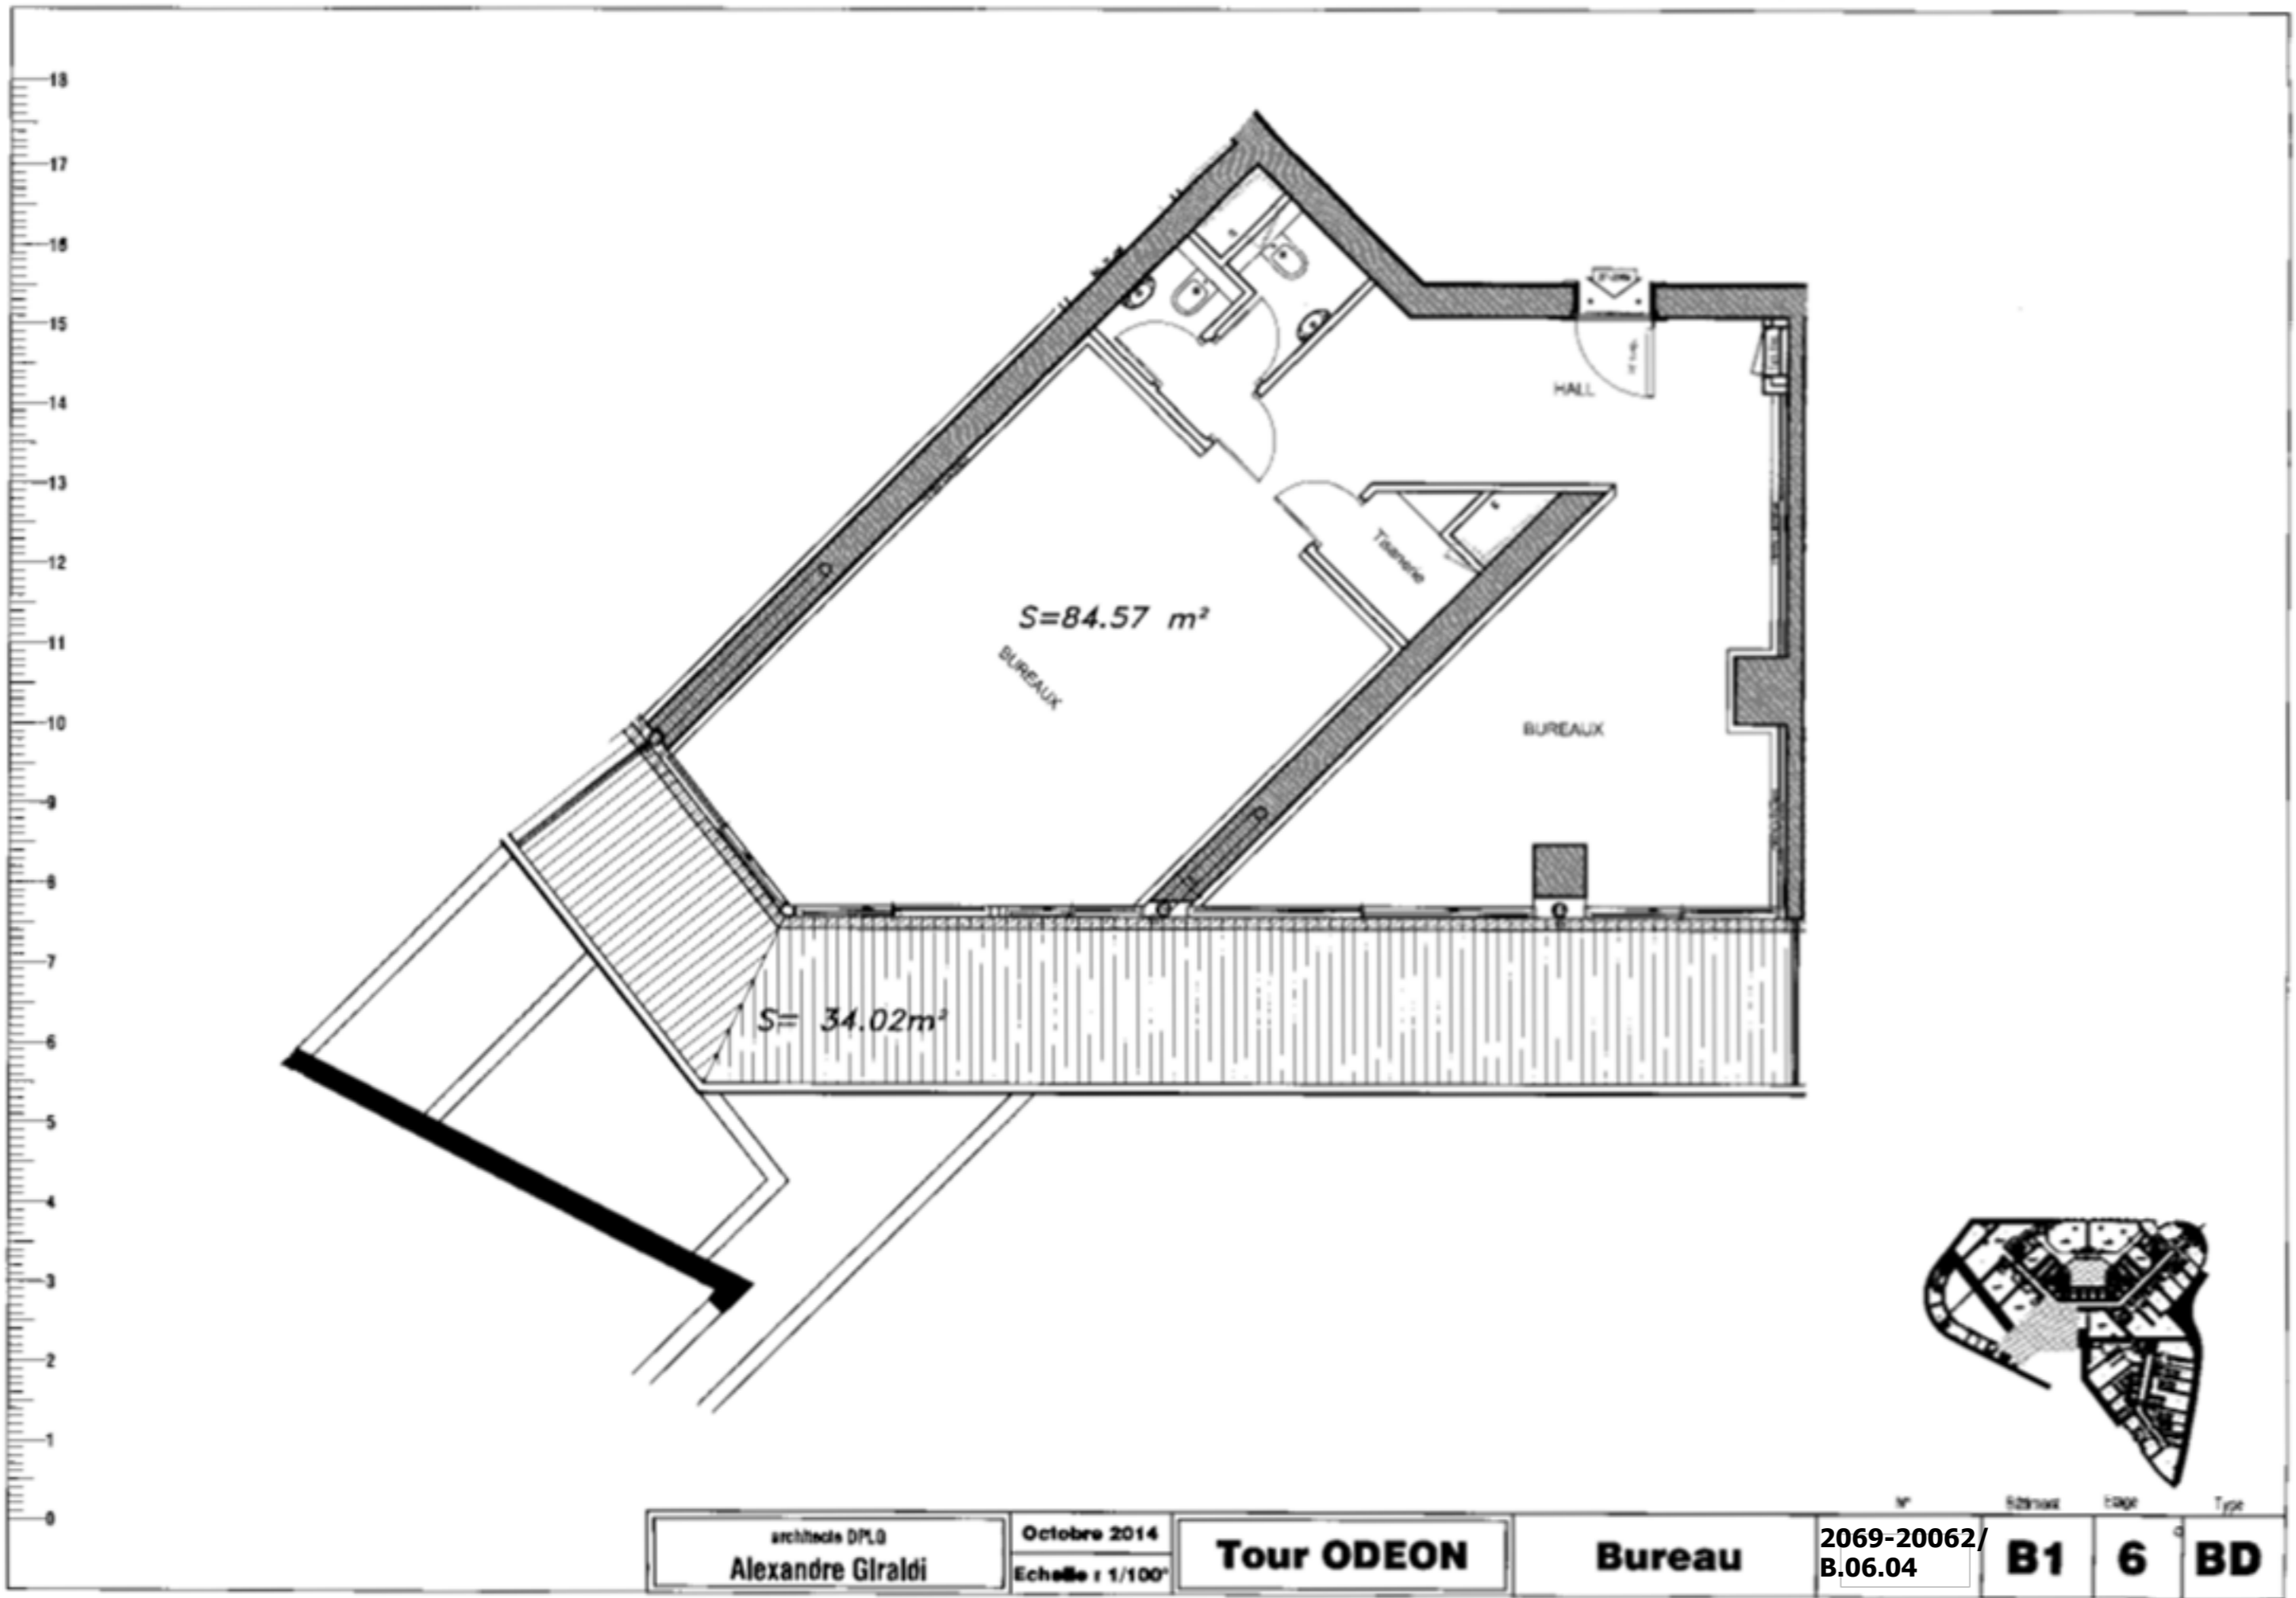 18
17
16
15
14
13
12
11
10
9
8
7
6
5
4
3
2
1
0
HALL
Tisanerie
S=84.57 m²
BUREAUX
BUREAUX
S= 34.02m²
architecte DPLG
Alexandre Giraldi
Octobre 2014
Echelle : 1/100°
Tour ODEON
Bureau
N°
2069-20062/
B.06.04
Bâtiment
B1
Etage
6
Type
BD